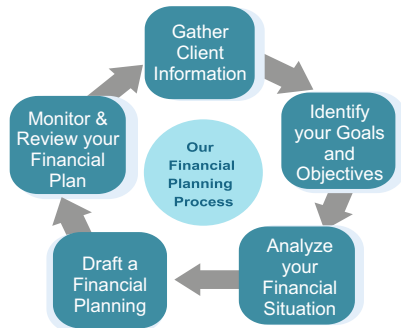 Gather
Client
Information
Identify
your Goals
and
Objectives
Analyze
your
Financial
Situation
Draft a
Financial
Planning
Monitor &
Review your
Financial
Plan
Our
Financial
Planning
Process